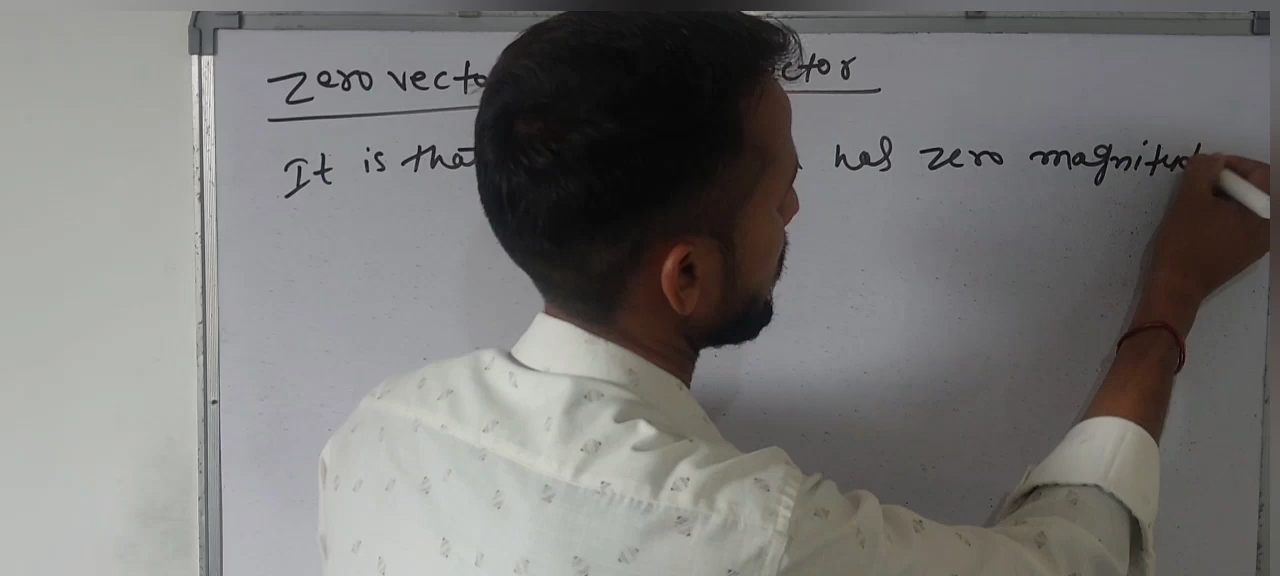 Zero vecto ctor
It is that has zero magnitud